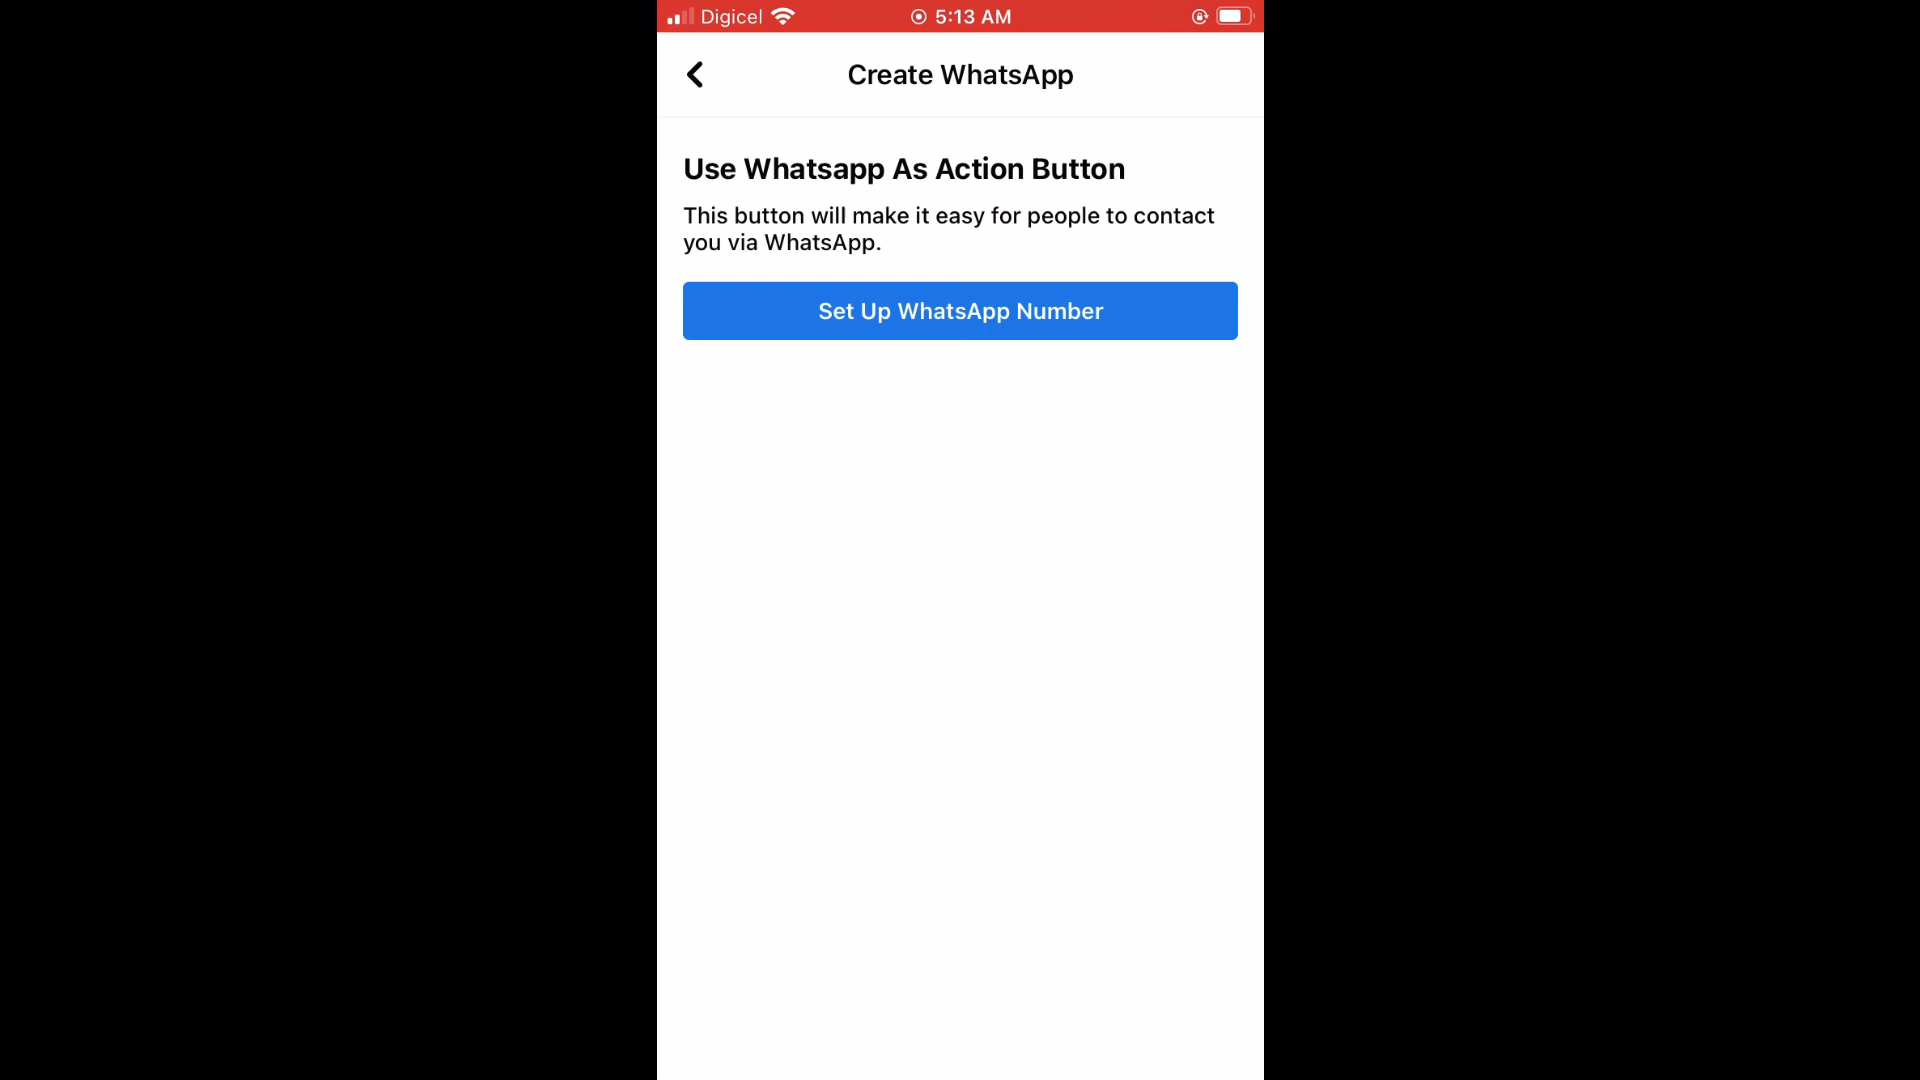 Digicel 5:13 AM
Create WhatsApp
Use Whatsapp As Action Button
This button will make it easy for people to contact
you via WhatsApp.
Set Up WhatsApp Number